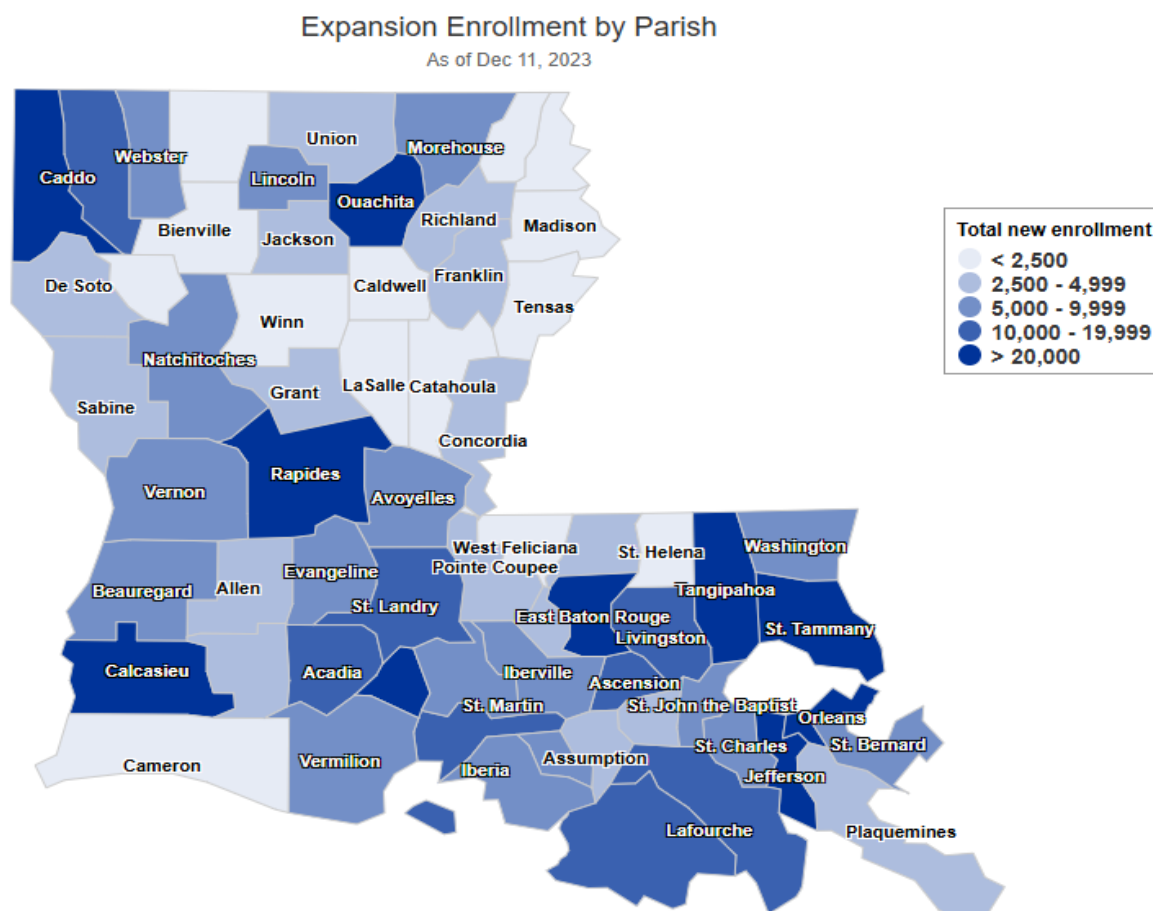 Expansion Enrollment by Parish
As of Dec 11, 2023
Union
Morehouse
Webster
Caddo
Lincoln
Ouachita
Richland
Madison
Bienville
Jackson
Franklin
De Soto
Caldwell
Tensas
Winn
Natchitoches
LaSalle
Catahoula
Grant
Sabine
Concordia
Rapides
Vernon
Avoyelles
West Feliciana
St. Helena
Washington
Pointe Coupee
Evangeline
Allen
Beauregard
Tangipahoa
St. Landry
East Baton Rouge
St. Tammany
Livingston
Calcasieu
Acadia
Iberville
Ascension
St. Martin
St. John the Baptist
Orleans
St. Charles
St. Bernard
Assumption
Vermilion
Cameron
Iberia
Jefferson
Lafourche
Plaquemines
Total new enrollment
< 2,500
2,500 - 4,999
5,000 - 9,999
10,000 - 19,999
> 20,000